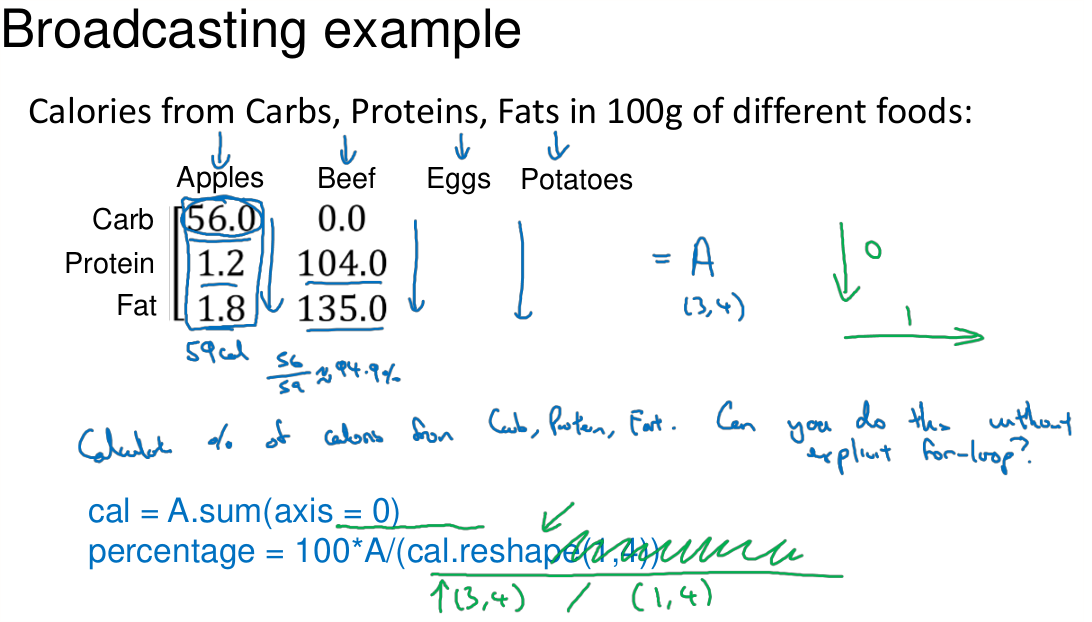 Broadcasting example
Calories from Carbs, Proteins, Fats in 100g of different foods:
Apples Beef Eggs Potatoes
Carb 56.0 0.0
Protein 1.2 104.0 = A 0
Fat 1.8 135.0 (3,4) 1
59 cal 56/59 ≈ 94.9%
Calculate % of calories from Carb, Protein, Fat. Can you do this without
explicit for-loop?
cal = A.sum(axis = 0)
percentage = 100*A/(cal.reshape(1,4))
(3,4) / (1,4)